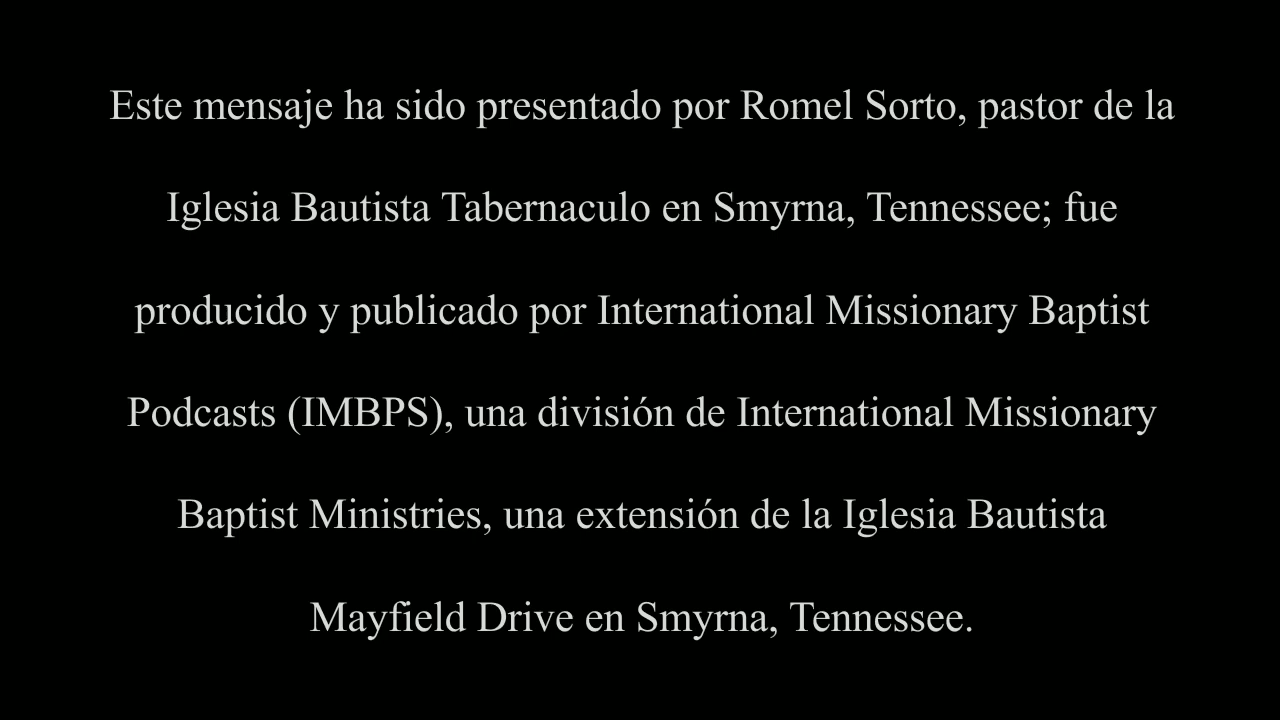 Este mensaje ha sido presentado por Romel Sorto, pastor de la
Iglesia Bautista Tabernaculo en Smyrna, Tennessee; fue
producido y publicado por International Missionary Baptist
Podcasts (IMBPS), una división de International Missionary
Baptist Ministries, una extensión de la Iglesia Bautista
Mayfield Drive en Smyrna, Tennessee.